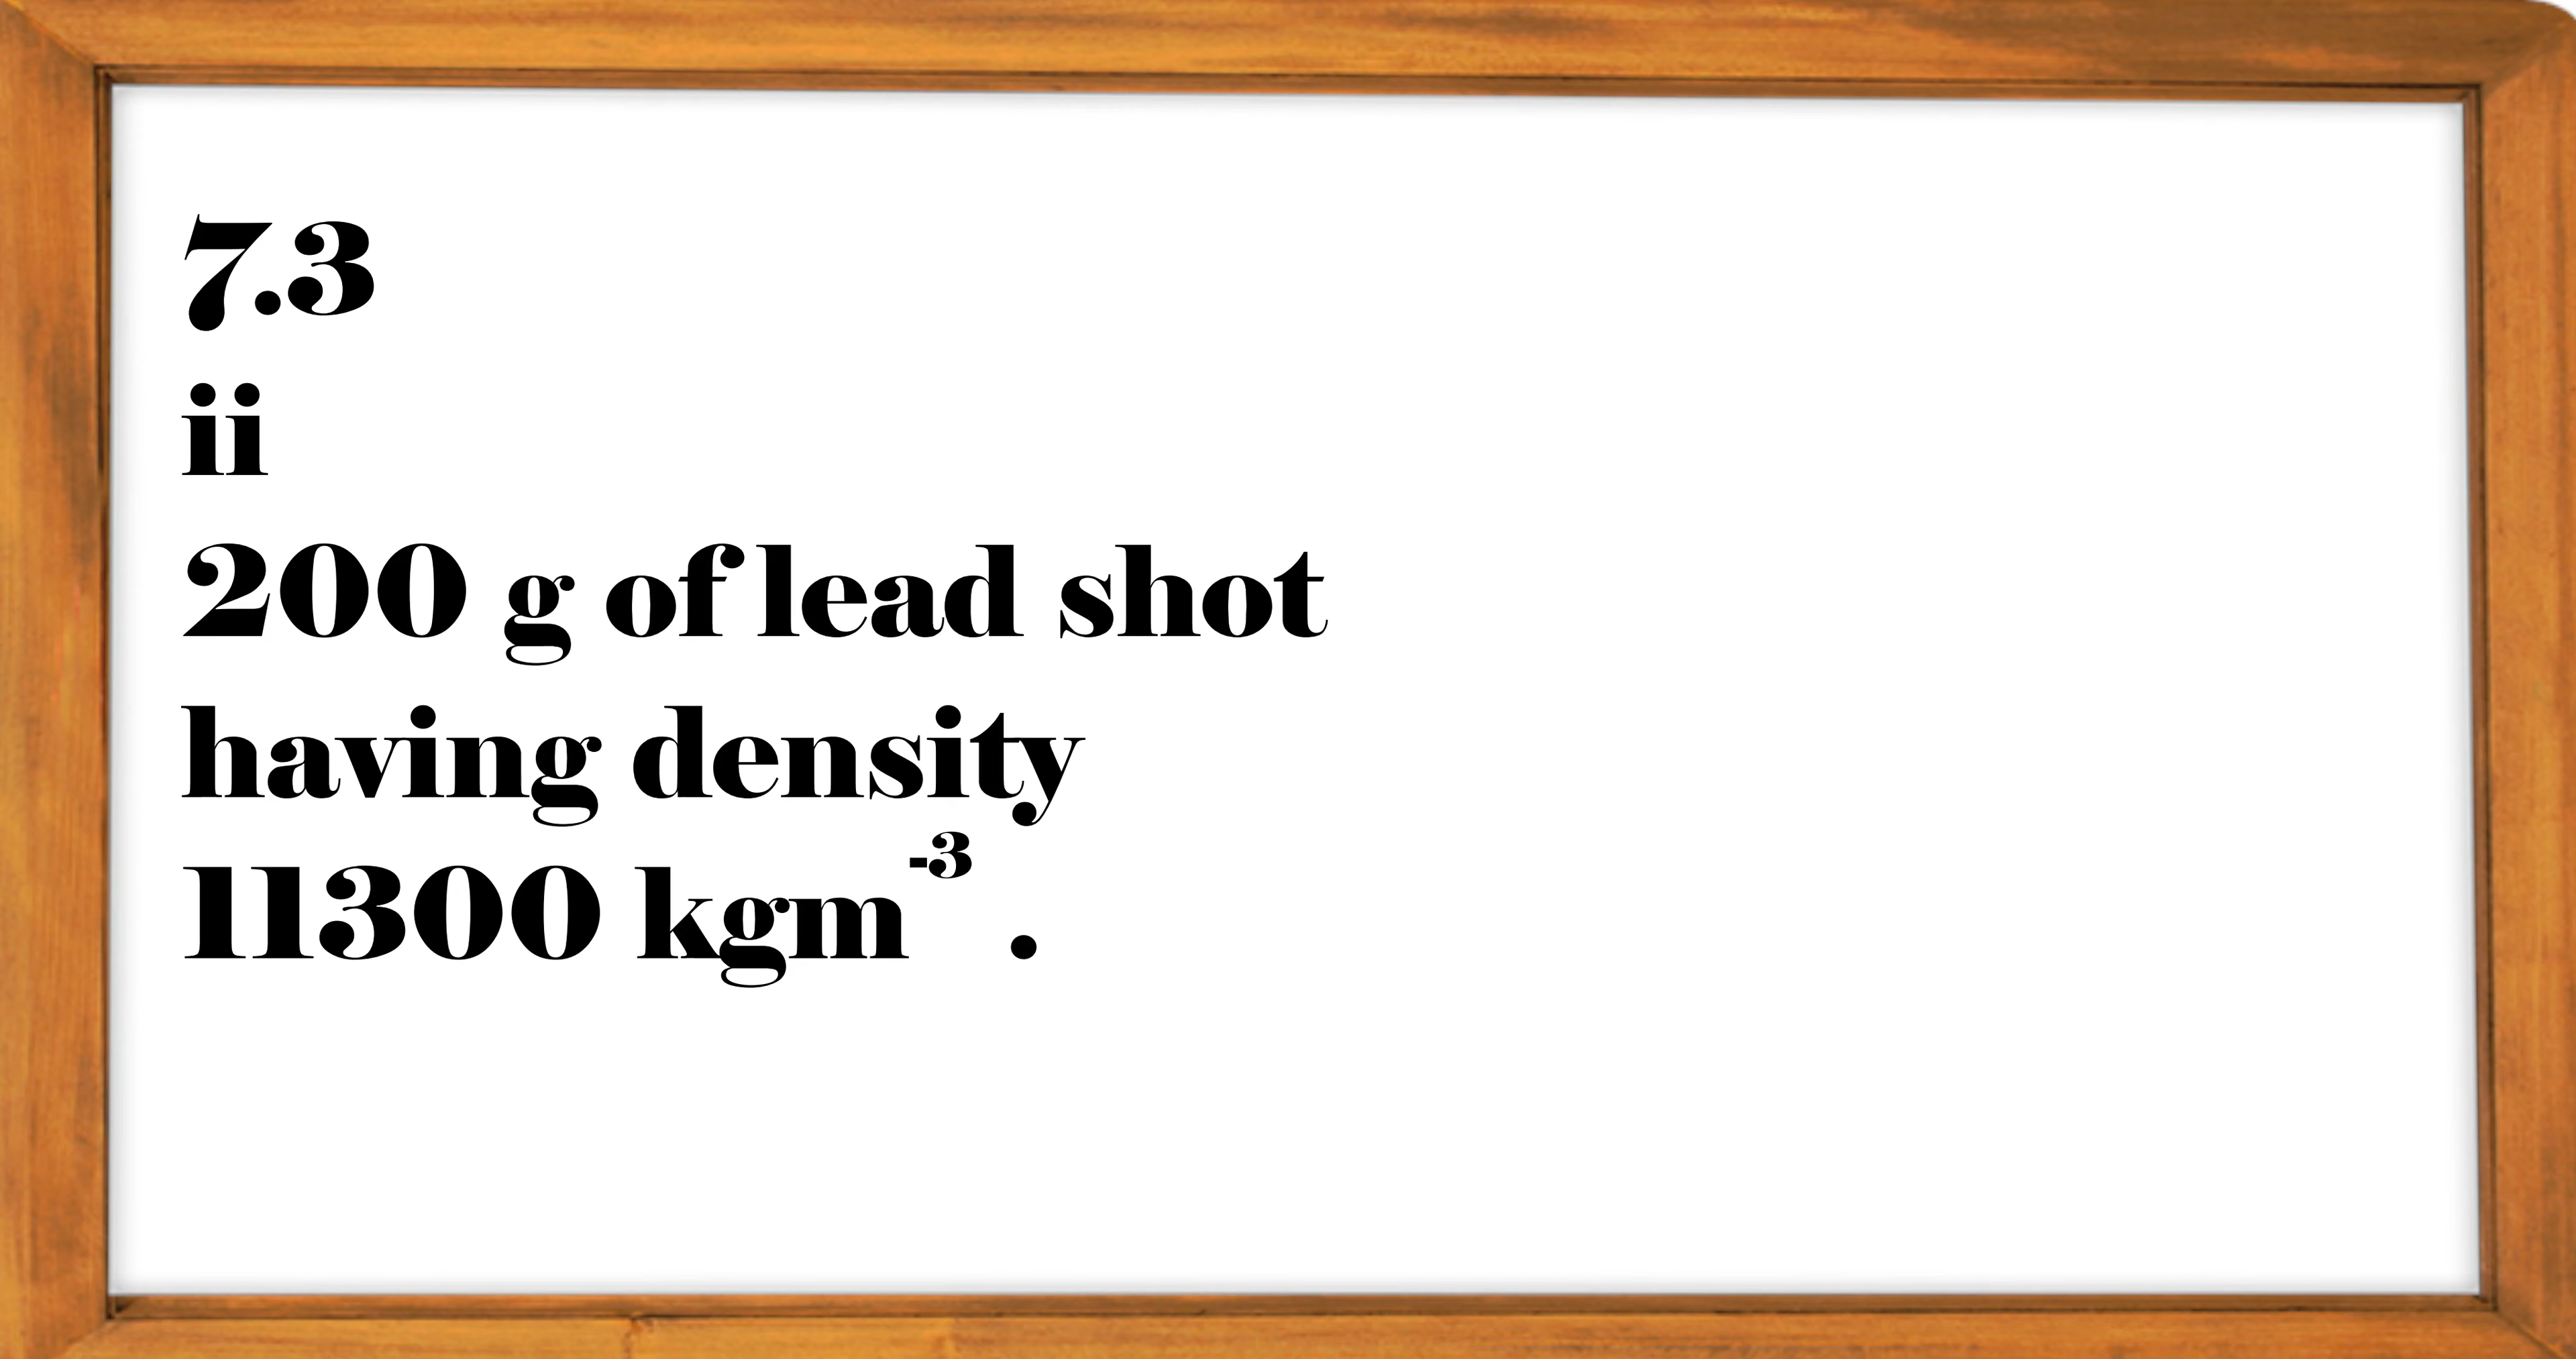 7.3
ii
200 g of lead shot
having density
11300 kgm⁻³ .